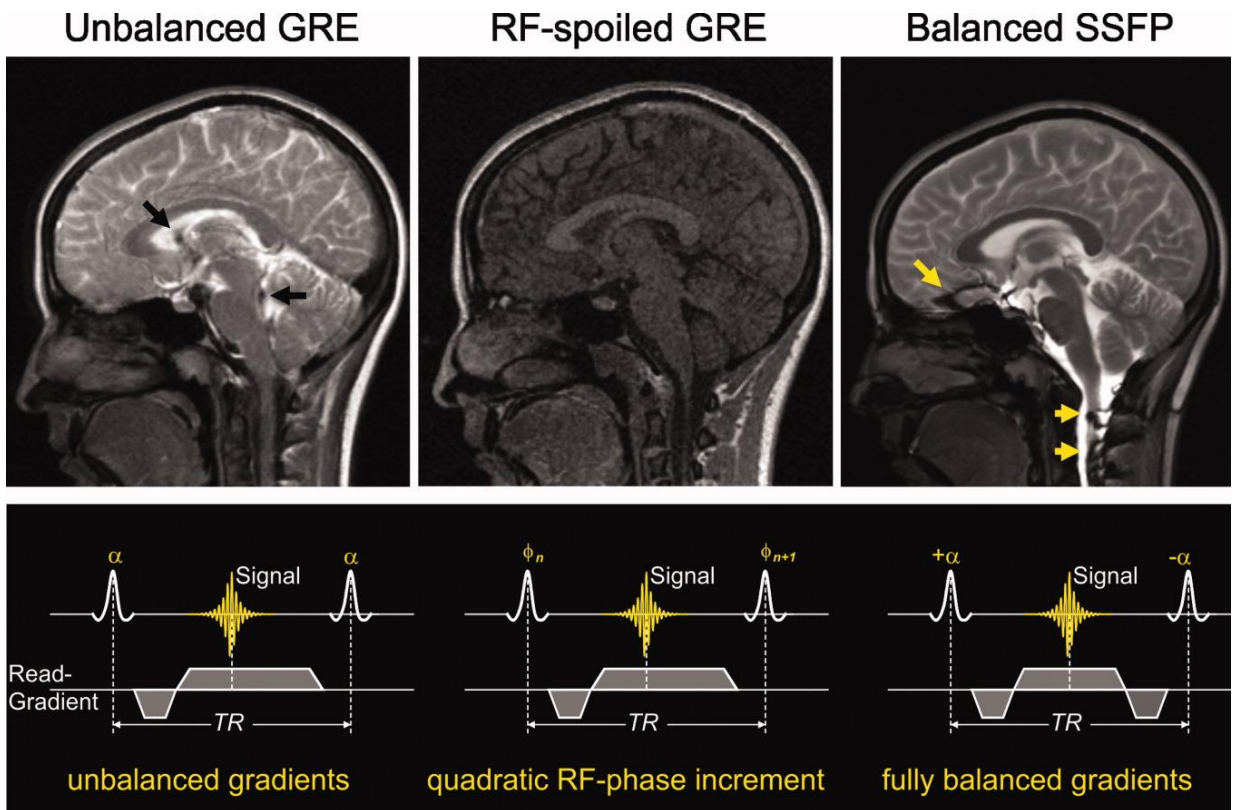 Unbalanced GRE
RF-spoiled GRE
Balanced SSFP
α
α
Signal
Read-
Gradient
TR
unbalanced gradients
ϕn
ϕn+1
Signal
TR
quadratic RF-phase increment
+α
-α
Signal
TR
fully balanced gradients